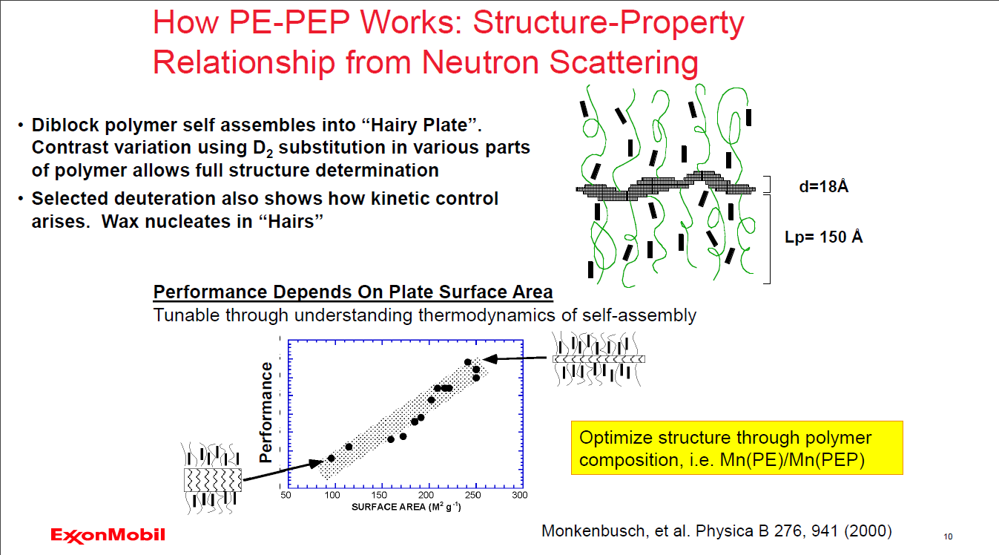 How PE-PEP Works: Structure-Property
Relationship from Neutron Scattering
• Diblock polymer self assembles into “Hairy Plate”.
Contrast variation using D2 substitution in various parts
of polymer allows full structure determination
• Selected deuteration also shows how kinetic control
arises. Wax nucleates in “Hairs”
d=18Å
Lp= 150 Å
Performance Depends On Plate Surface Area
Tunable through understanding thermodynamics of self-assembly
Performance
50 100 150 200 250 300
SURFACE AREA (M2 g-1)
Optimize structure through polymer
composition, i.e. Mn(PE)/Mn(PEP)
ExxonMobil
Monkenbusch, et al. Physica B 276, 941 (2000)
10